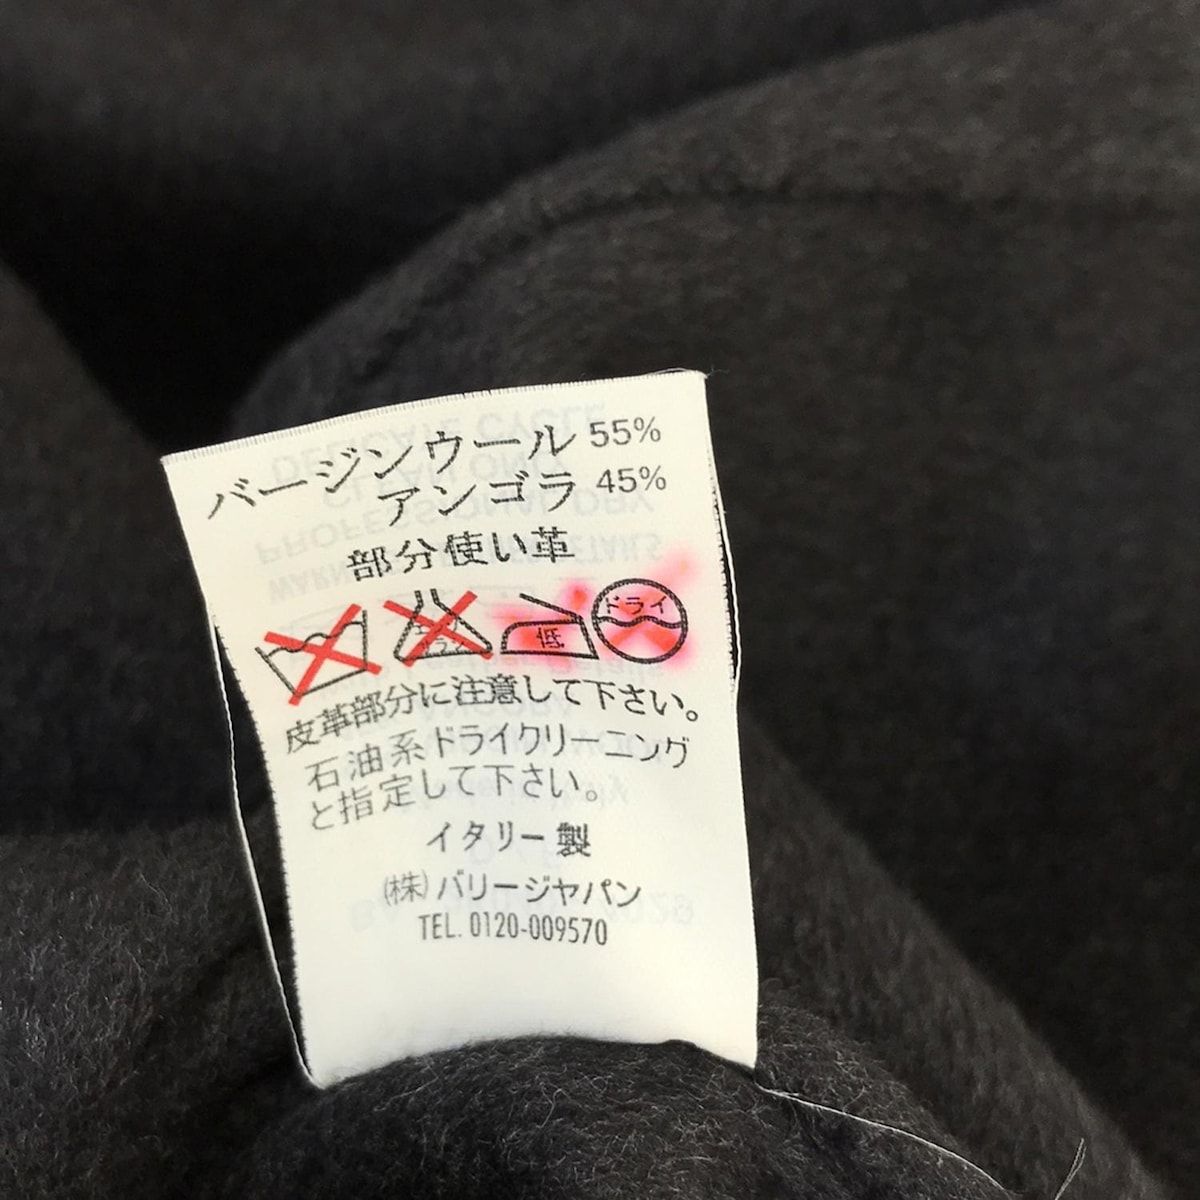 バージンウール 55%
アンゴラ 45%
部分使い革
低 ドライ
皮革部分に注意して下さい。
石油系ドライクリーニング
と指定して下さい。
イタリー製
㈱バリージャパン
TEL. 0120-009570